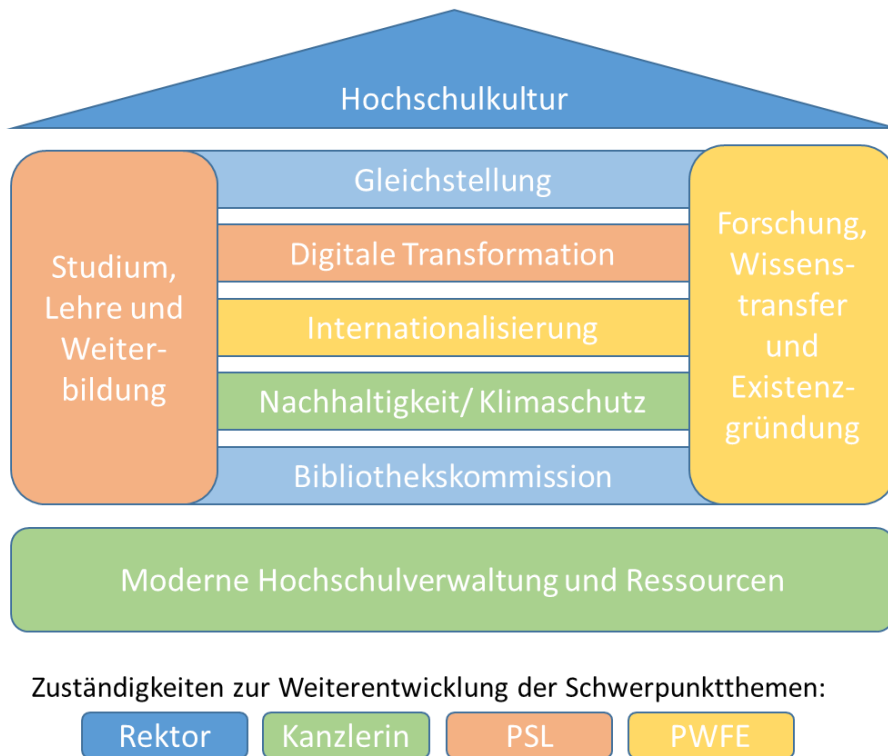 Hochschulkultur
Studium,
Lehre und
Weiter-
bildung
Gleichstellung
Digitale Transformation
Internationalisierung
Nachhaltigkeit/ Klimaschutz
Bibliothekskommission
Forschung,
Wissens-
transfer
und
Existenz-
gründung
Moderne Hochschulverwaltung und Ressourcen
Zuständigkeiten zur Weiterentwicklung der Schwerpunktthemen:
Rektor
Kanzlerin
PSL
PWFE